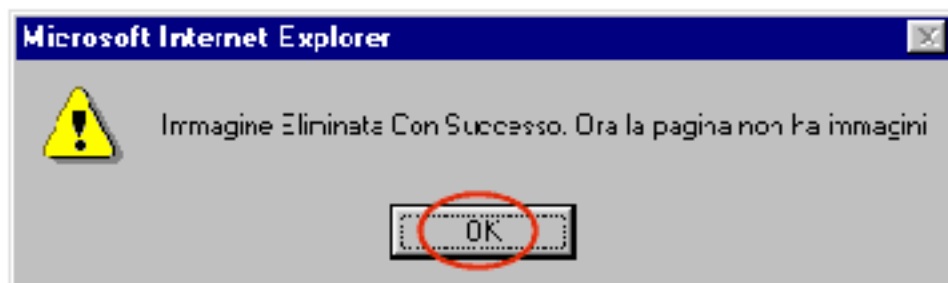 Microsoft Internet Explorer
Immagine Eliminata Con Successo. Ora la pagina non ha immagini
OK